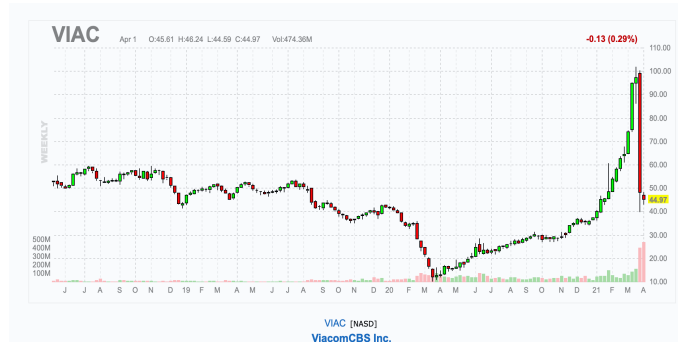 VIAC Apr 1 O:45.61 H:46.24 L:44.59 C:44.97 Vol:474.36M -0.13 (0.29%)
110.00
100.00
90.00
80.00
70.00
60.00
50.00
44.97
40.00
30.00
20.00
10.00
WEEKLY
500M
400M
300M
200M
100M
J J A S O N D 19 F M A M J J A S O N D 20 F M A M J J A S O N D 21 F M A
VIAC [NASD]
ViacomCBS Inc.